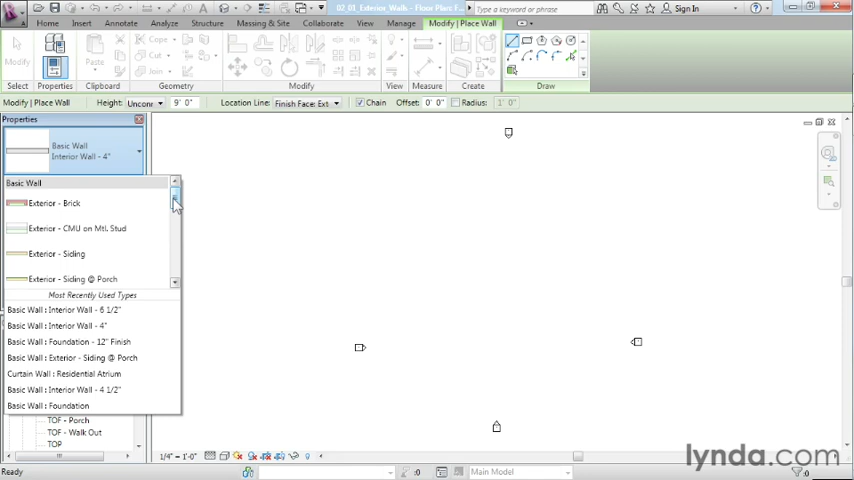 02_01_Exterior_Walk - Floor Plan: F...
Type a keyword or phrase
Sign In
Home Insert Annotate Analyze Structure Massing & Site Collaborate View Manage Modify | Place Wall
Modify
Properties
Paste
Cope
Cut
Join
Select Properties Clipboard Geometry Modify View Measure Create Draw
Modify | Place Wall Height: Unconr 9' 0" Location Line: Finish Face: Ext Chain Offset: 0' 0" Radius: 1' 0"
Properties
Basic Wall
Interior Wall - 4"
Basic Wall
Exterior - Brick
Exterior - CMU on Mtl. Stud
Exterior - Siding
Exterior - Siding @ Porch
Most Recently Used Types
Basic Wall : Interior Wall - 6 1/2"
Basic Wall : Interior Wall - 4"
Basic Wall : Foundation - 12" Finish
Basic Wall : Exterior - Siding @ Porch
Curtain Wall : Residential Atrium
Basic Wall : Interior Wall - 4 1/2"
Basic Wall : Foundation
TOF - Porch
TOF - Walk Out
TOP
1/4" = 1'-0"
Ready
:0
Main Model
:0
lynda.com